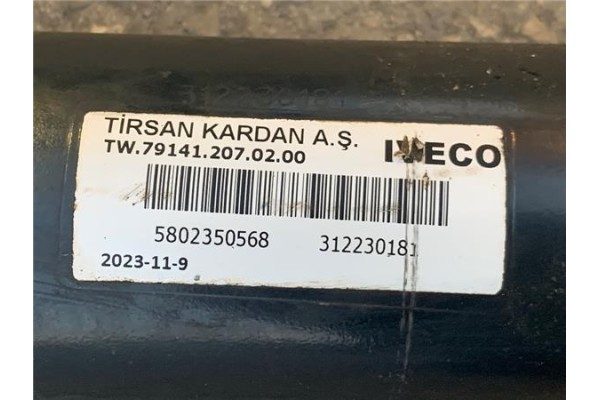 TİRSAN KARDAN A.Ş. IVECO
TW.79141.207.02.00
5802350568 312230181
2023-11-9